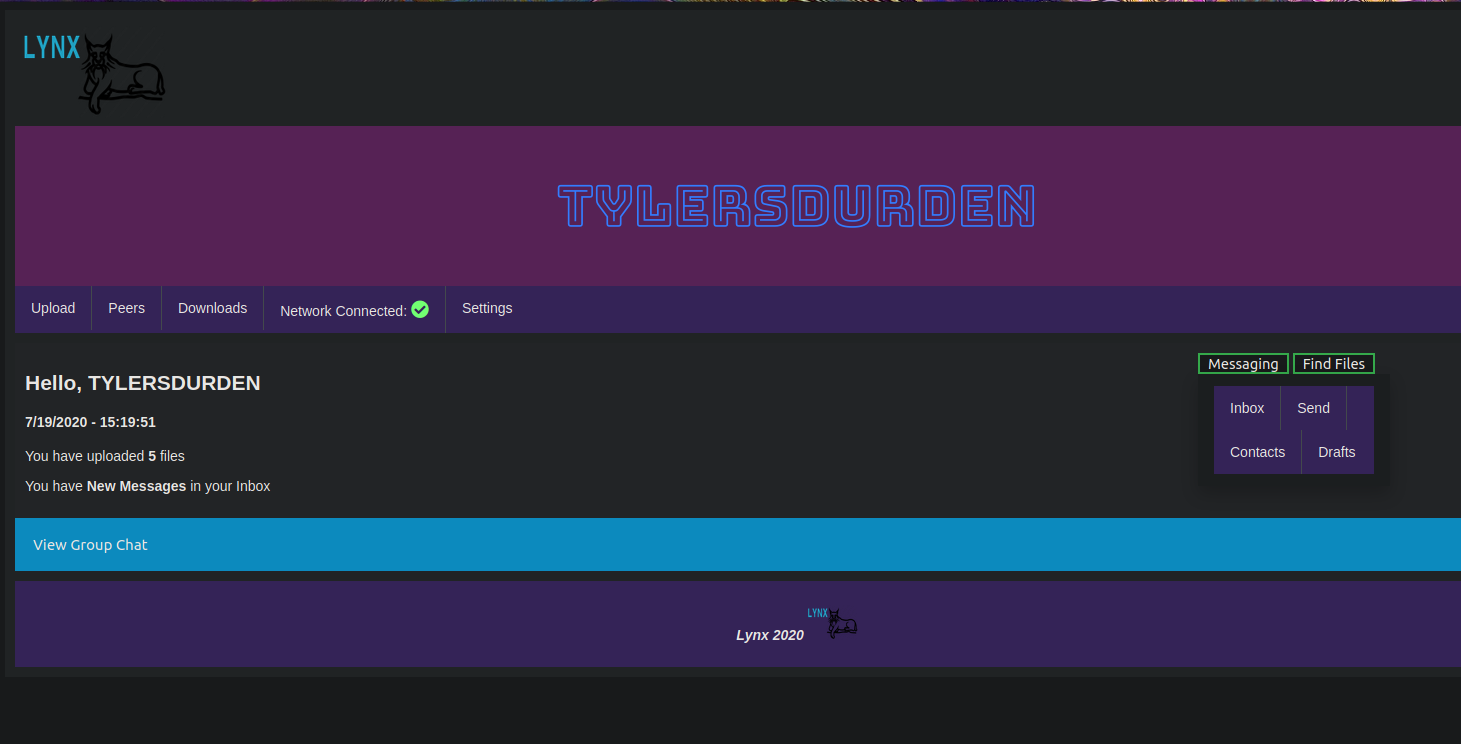 LYNX
TYLERSDURDEN
Upload Peers Downloads Network Connected: Settings
Messaging Find Files
Hello, TYLERSDURDEN
Inbox Send
7/19/2020 - 15:19:51
Contacts Drafts
You have uploaded 5 files
You have New Messages in your Inbox
View Group Chat
Lynx 2020 LYNX